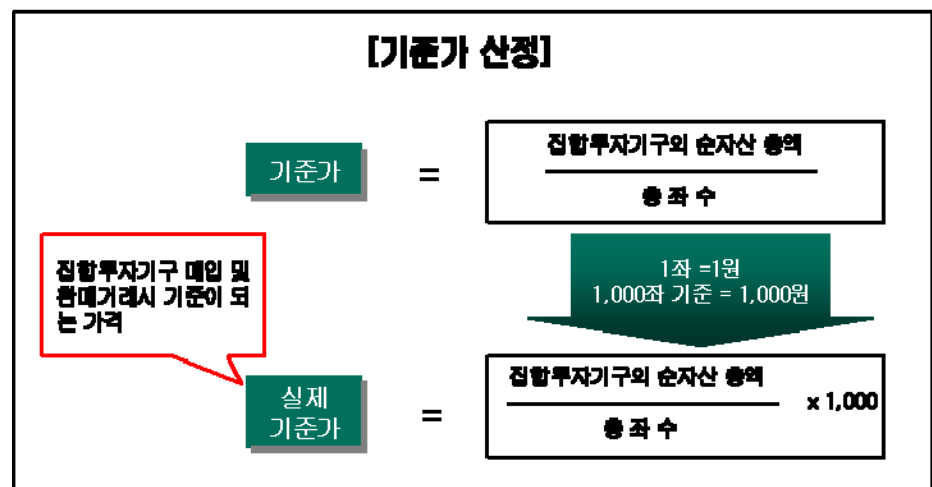 [기준가 산정]
기준가
=
집합투자기구의 순자산 총액
총 좌 수
집합투자기구 매입 및
환매거래시 기준이 되
는 가격
1좌 =1원
1,000좌 기준 = 1,000원
실제
기준가
=
집합투자기구의 순자산 총액
총 좌 수
x 1,000